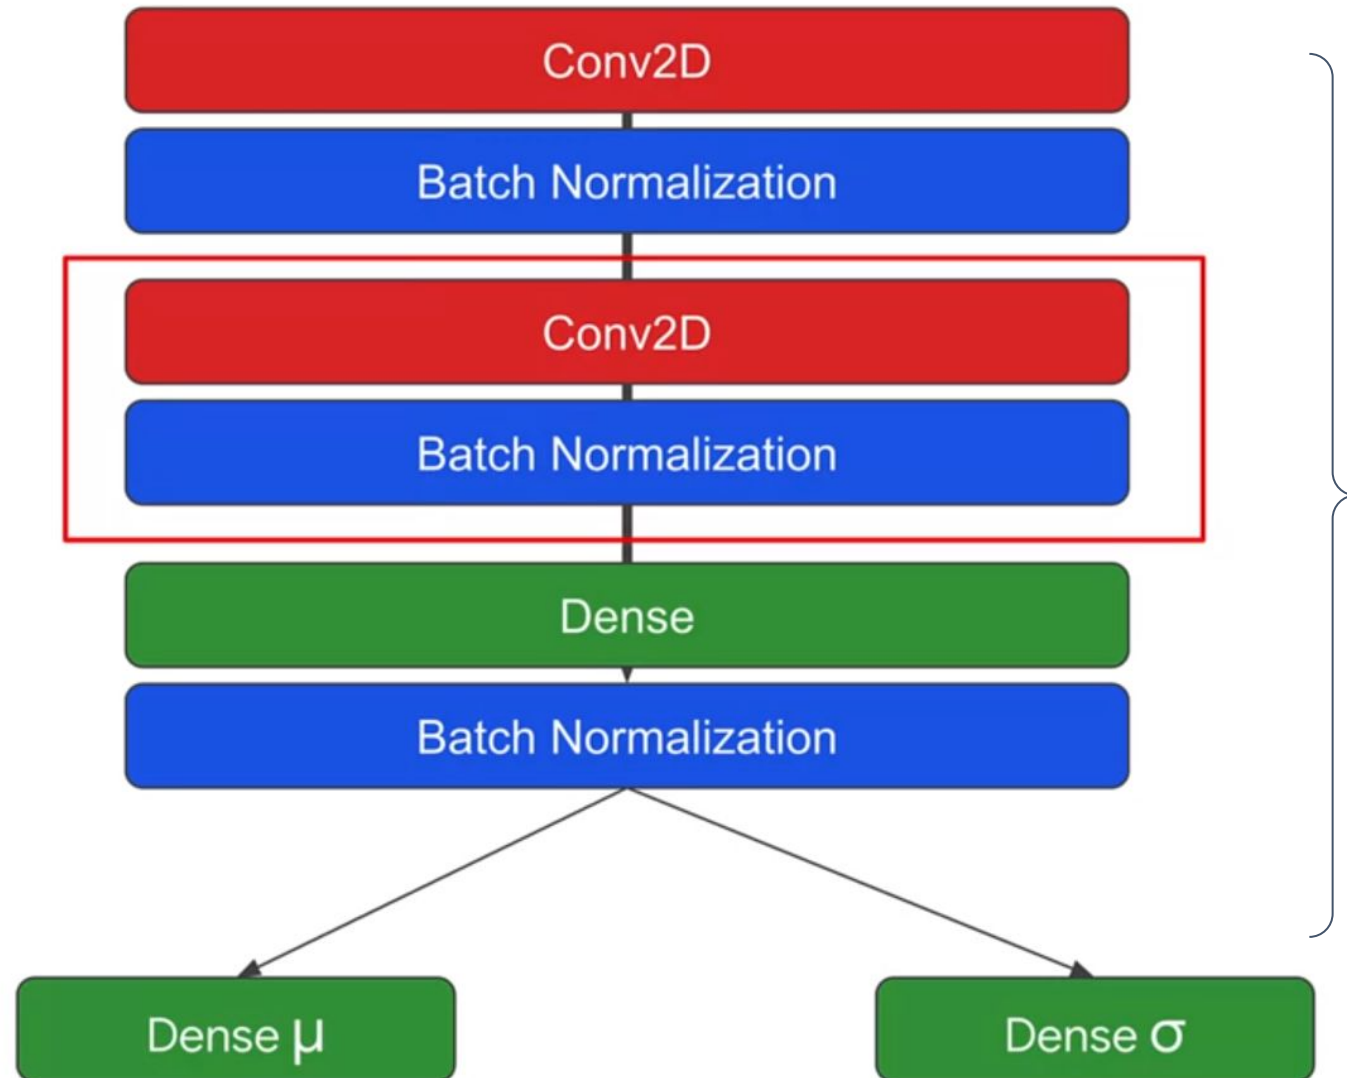 Conv2D
Batch Normalization
Conv2D
Batch Normalization
Dense
Batch Normalization
Dense μ
Dense σ